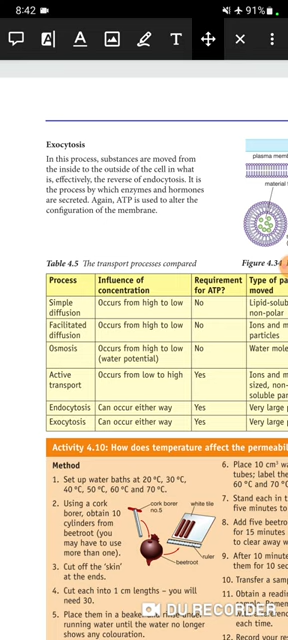 8:42
91%
A
A
T
Exocytosis
In this process, substances are moved from
the inside to the outside of the cell in what
is, effectively, the reverse of endocytosis. It is
the process by which enzymes and hormones
are secreted. Again, ATP is used to alter the
configuration of the membrane.
plasma mem
material
Table 4.5 The transport processes compared
Figure 4.34
Process Influence of concentration Requirement for ATP? Type of pa
moved
Simple diffusion Occurs from high to low No Lipid-solub
non-polar
Facilitated diffusion Occurs from high to low No Ions and m
particles
Osmosis Occurs from high to low (water potential) No Water mole
Active transport Occurs from low to high Yes Ions and m
sized, non-
soluble par
Endocytosis Can occur either way Yes Very large p
Exocytosis Can occur either way Yes Very large p
Activity 4.10: How does temperature affect the permeabi
Method
1. Set up water baths at 20 °C, 30 °C,
40 °C, 50 °C, 60 °C and 70 °C.
2. Using a cork
borer, obtain 10
cylinders from
beetroot (you
may have to use
more than one).
3. Cut off the 'skin'
at the ends.
4. Cut each into 1 cm lengths – you will
need 30.
5. Place them in a beake
running water until the water no
longer shows any colouration.
cork borer
no.5
white tile
ruler
beetroot
6. Place 10 cm³ wa
tubes; label the
60 °C and 70 °C
7. Stand each in t
five minutes to
8. Add five beetro
for 15 minutes
to clear away w
9. After 10 minute
them for 10 sec
10. Transfer a samp
11. Obtain a readin
each time.
12. Record your re
DU RECORDER